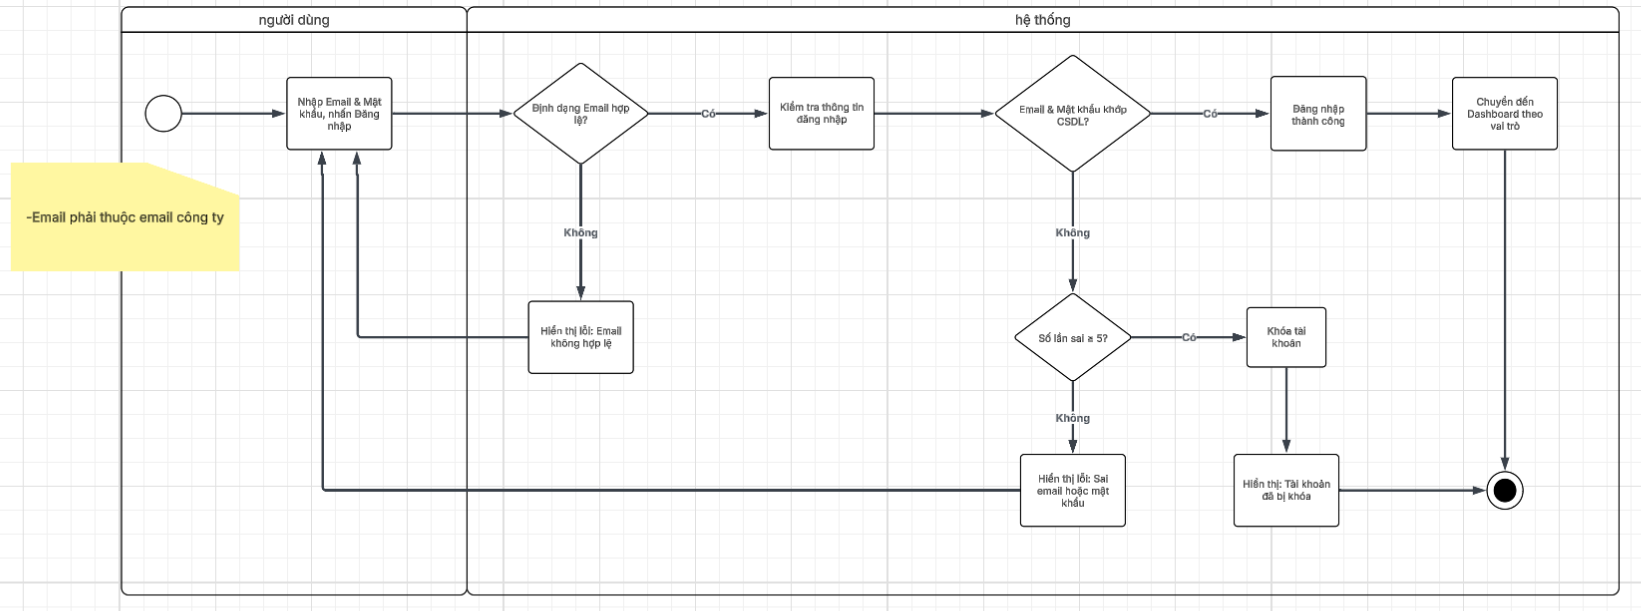 người dùng
hệ thống
Nhập Email & Mật
khẩu, nhấn Đăng
nhập
Định dạng Email hợp
lệ?
Có
Kiểm tra thông tin
đăng nhập
Email & Mật khẩu khớp
CSDL?
Có
Đăng nhập
thành công
Chuyển đến
Dashboard theo
vai trò
-Email phải thuộc email công ty
Không
Không
Hiển thị lỗi: Email
không hợp lệ
Số lần sai ≥ 5?
Có
Khóa tài
khoản
Không
Hiển thị lỗi: Sai
email hoặc mật
khẩu
Hiển thị: Tài khoản
đã bị khóa